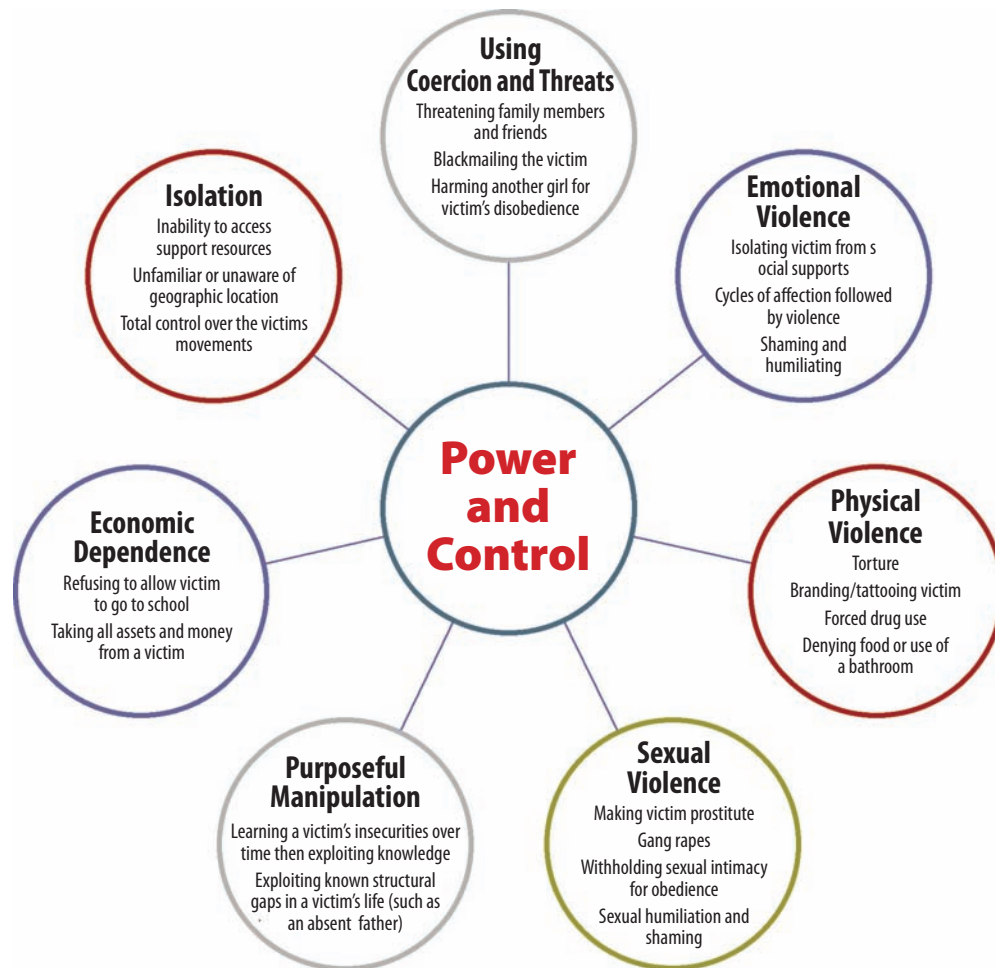 Using
Coercion and Threats
Threatening family members
and friends
Blackmailing the victim
Harming another girl for
victim's disobedience
Emotional
Violence
Isolating victim from s
ocial supports
Cycles of affection followed
by violence
Shaming and
humiliating
Physical
Violence
Torture
Branding/tattooing victim
Forced drug use
Denying food or use of
a bathroom
Sexual
Violence
Making victim prostitute
Gang rapes
Withholding sexual intimacy
for obedience
Sexual humiliation and
shaming
Purposeful
Manipulation
Learning a victim's insecurities over
time then exploiting knowledge
Exploiting known structural
gaps in a victim's life (such as
an absent father)
Economic
Dependence
Refusing to allow victim
to go to school
Taking all assets and money
from a victim
Isolation
Inability to access
support resources
Unfamiliar or unaware of
geographic location
Total control over the victims
movements
Power
and
Control